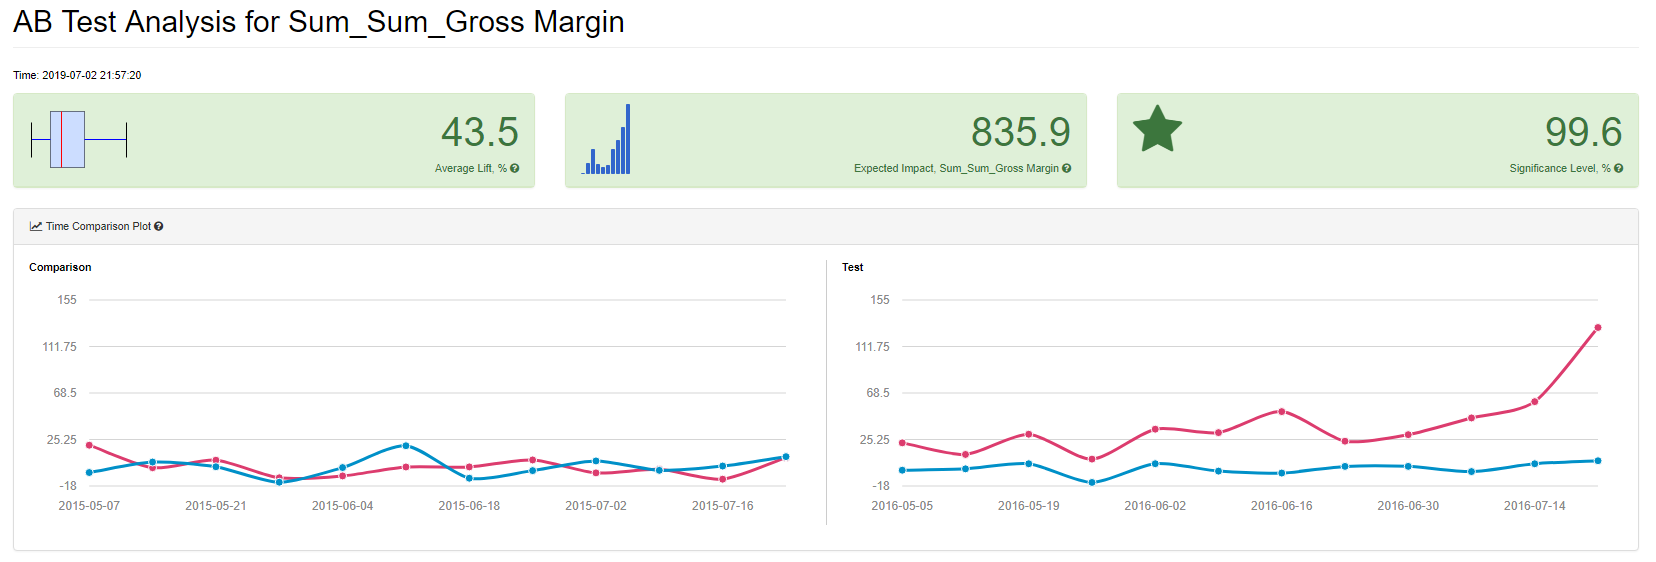 AB Test Analysis for Sum_Sum_Gross Margin
Time: 2019-07-02 21:57:20
43.5
Average Lift, %
835.9
Expected Impact, Sum_Sum_Gross Margin
99.6
Significance Level, %
Time Comparison Plot
Comparison
155
111.75
68.5
25.25
-18
2015-05-07 2015-05-21 2015-06-04 2015-06-18 2015-07-02 2015-07-16
Test
155
111.75
68.5
25.25
-18
2016-05-05 2016-05-19 2016-06-02 2016-06-16 2016-06-30 2016-07-14